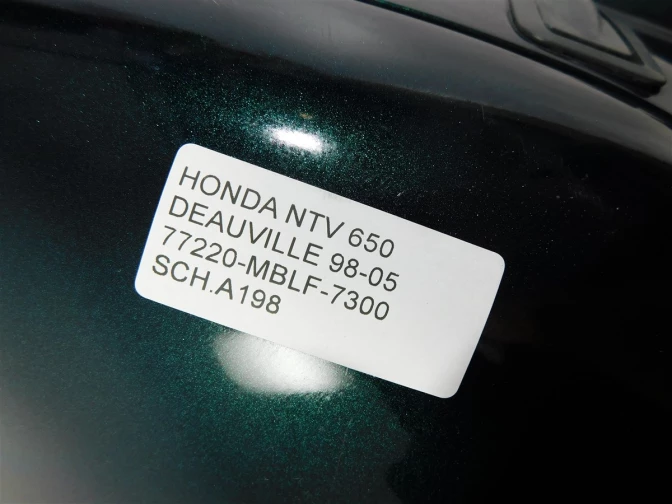 HONDA NTV 650
DEAUVILLE 98-05
77220-MBLF-7300
SCH.A198